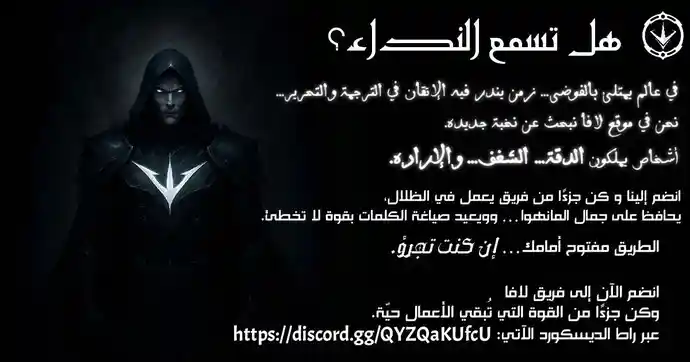 هل تسمع النداء؟
في عالم يمتلئ بالفوضى... زمن يندر فيه الإتقان في الترجمة والتحرير...
نحن في موقع لافا نبحث عن نخبة جديدة.
أشخاص يملكون الدقة... الشغف... والإرادة.
انضم إلينا و كن جزءًا من فريق يعمل في الظلال،
يحافظ على جمال المانهوا... وويعيد صياغة الكلمات بقوة لا تخطئ.
الطريق مفتوح أمامك... إن كنت تجرؤ.
انضم الآن إلى فريق لافا
وكن جزءًا من القوة التي تُبقي الأعمال حيّة.
عبر راط الديسكورد الآتي: https://discord.gg/QYZQaKUfcU